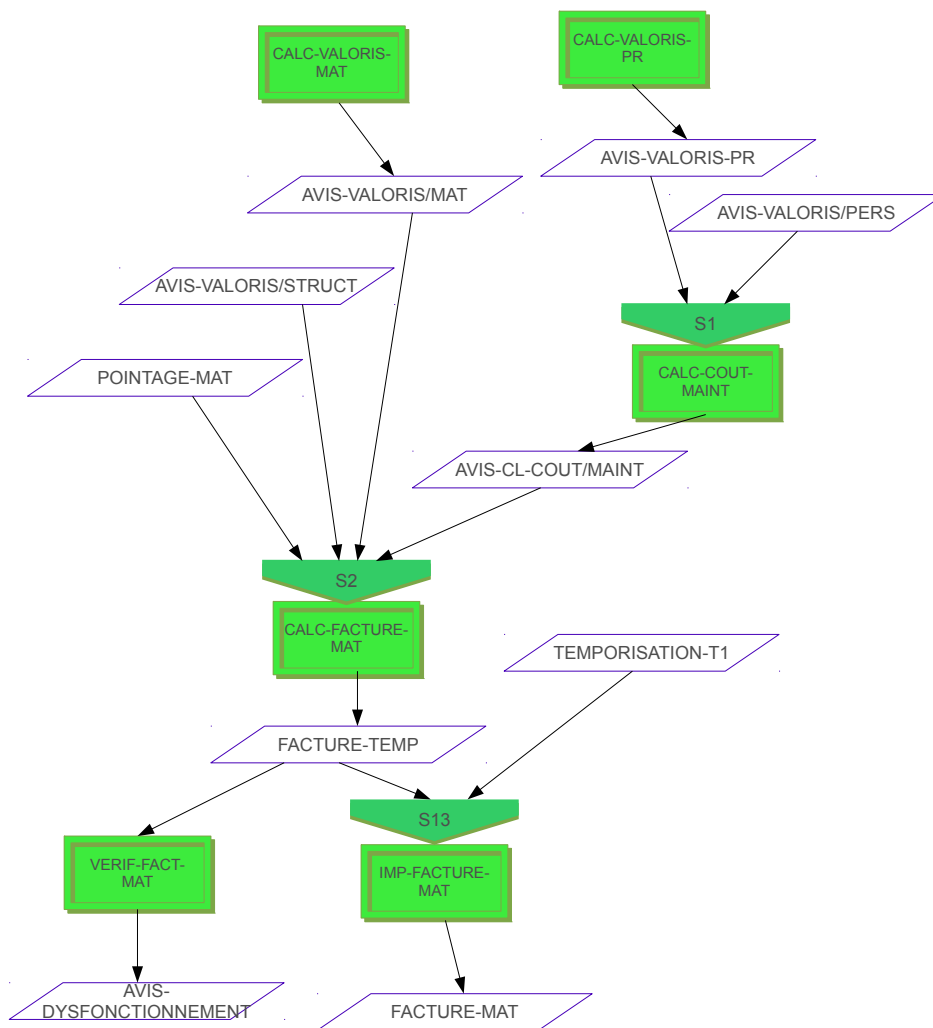 CALC-VALORIS-
MAT
CALC-VALORIS-
PR
AVIS-VALORIS-PR
AVIS-VALORIS/MAT
AVIS-VALORIS/PERS
AVIS-VALORIS/STRUCT
S1
POINTAGE-MAT
CALC-COUT-
MAINT
AVIS-CL-COUT/MAINT
S2
CALC-FACTURE-
MAT
TEMPORISATION-T1
FACTURE-TEMP
S13
VERIF-FACT-
MAT
IMP-FACTURE-
MAT
AVIS-
DYSFONCTIONNEMENT
FACTURE-MAT